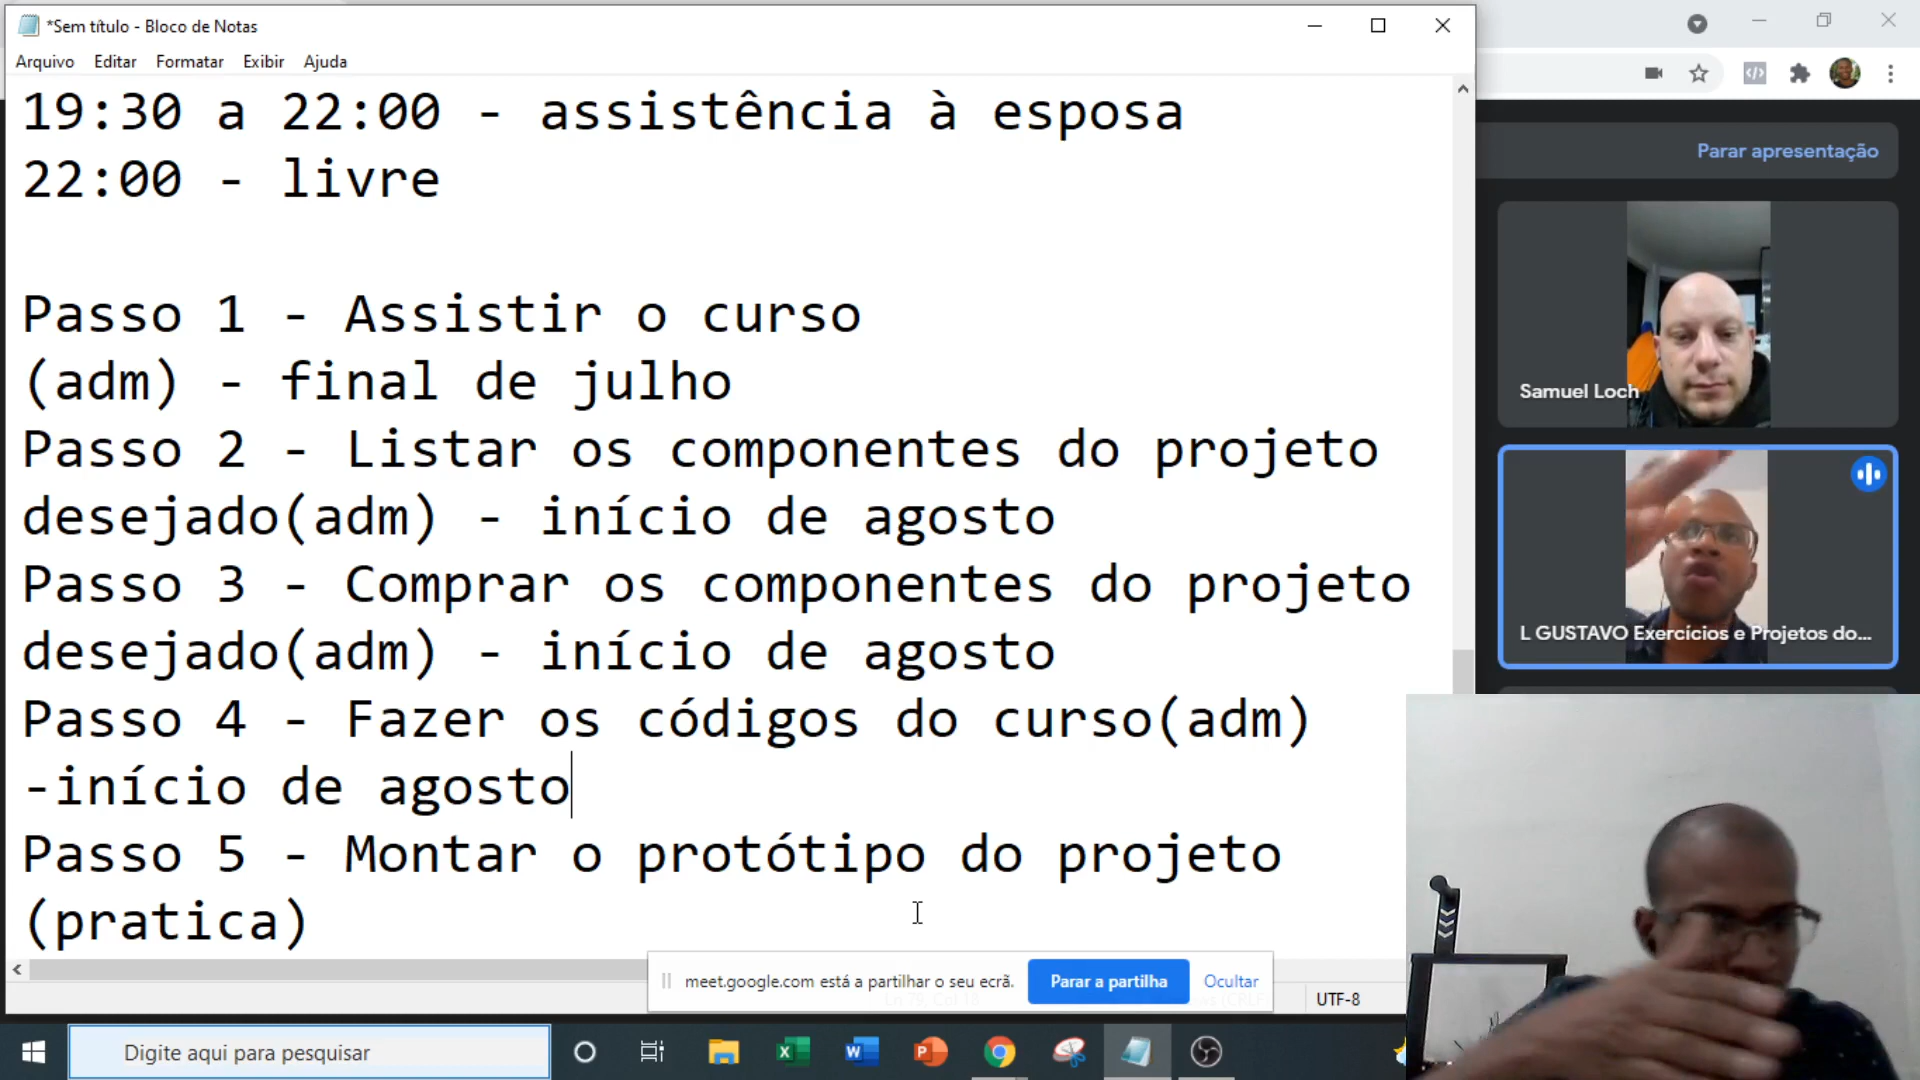 *Sem título - Bloco de Notas
Arquivo Editar Formatar Exibir Ajuda
19:30 a 22:00 - assistência à esposa
22:00 - livre
Passo 1 - Assistir o curso
(adm) - final de julho
Passo 2 - Listar os componentes do projeto
desejado(adm) - início de agosto
Passo 3 - Comprar os componentes do projeto
desejado(adm) - início de agosto
Passo 4 - Fazer os códigos do curso(adm)
-início de agosto
Passo 5 - Montar o protótipo do projeto
(pratica)
Parar apresentação
Samuel Loch
L GUSTAVO Exercícios e Projetos do...
meet.google.com está a partilhar o seu ecrã.
Parar a partilha
Ocultar
UTF-8
Digite aqui para pesquisar